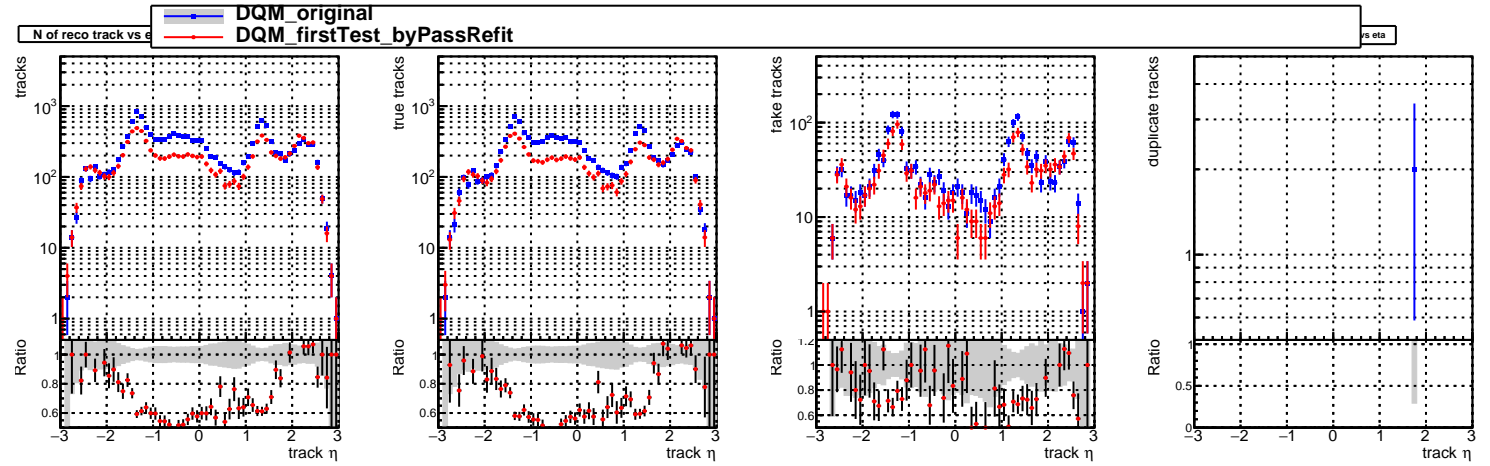 DQM_original
DQM_firstTest_byPassRefit
N of reco track vs e
vs eta
tracks
10³
10²
10
1
Ratio
1
0.8
0.6
−3 −2 −1 0 1 2 3
track η
true tracks
10³
10²
10
1
Ratio
1
0.8
0.6
−3 −2 −1 0 1 2 3
track η
fake tracks
10²
10
1
Ratio
1.2
1
0.8
0.6
−3 −2 −1 0 1 2 3
track η
duplicate tracks
1
Ratio
1
0.5
0
−3 −2 −1 0 1 2 3
track η